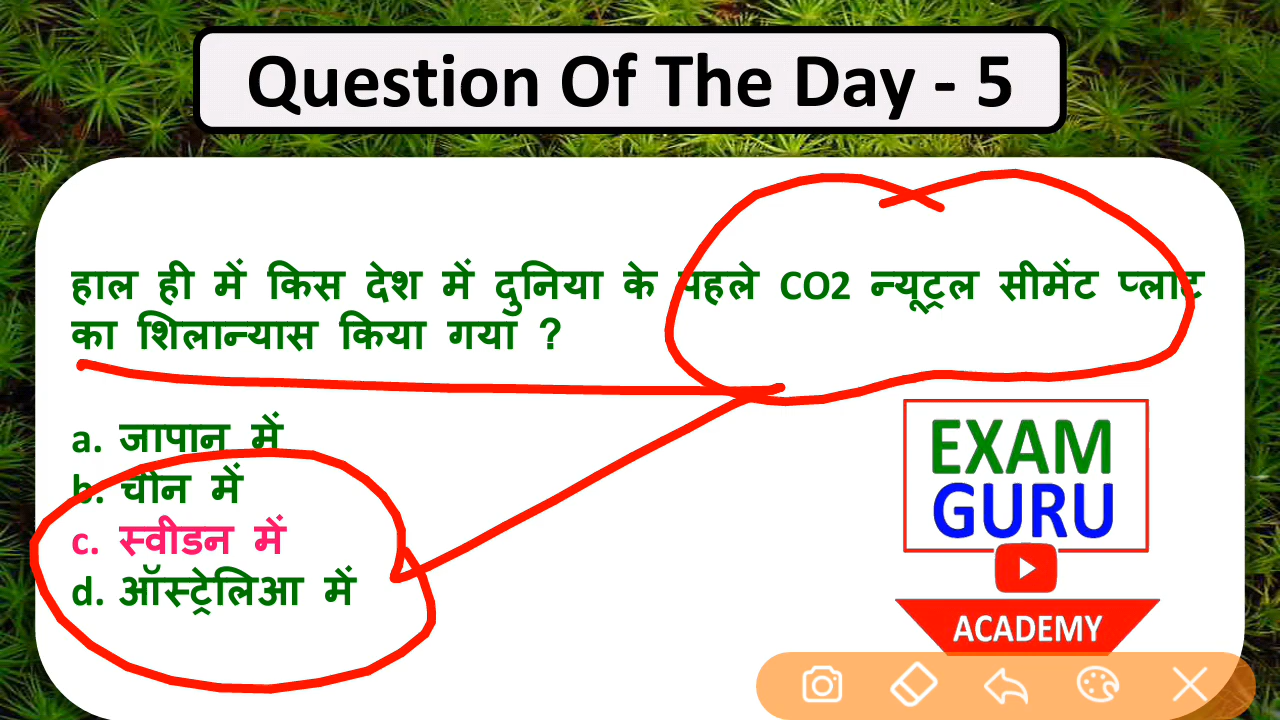 Question Of The Day - 5
हाल ही में किस देश में दुनिया के पहले CO2 न्यूट्रल सीमेंट प्लाट
का शिलान्यास किया गया ?
a. जापान में
b. चीन में
c. स्वीडन में
d. ऑस्ट्रेलिआ में
EXAM
GURU
ACADEMY